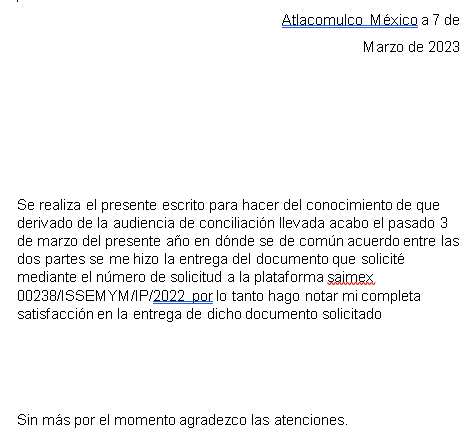 Atlacomulco México a 7 de
Marzo de 2023
Se realiza el presente escrito para hacer del conocimiento de que
derivado de la audiencia de conciliación llevada acabo el pasado 3
de marzo del presente año en dónde se de común acuerdo entre las
dos partes se me hizo la entrega del documento que solicité
mediante el número de solicitud a la plataforma saimex
00238/ISSEMYM/IP/2022 por lo tanto hago notar mi completa
satisfacción en la entrega de dicho documento solicitado
Sin más por el momento agradezco las atenciones.